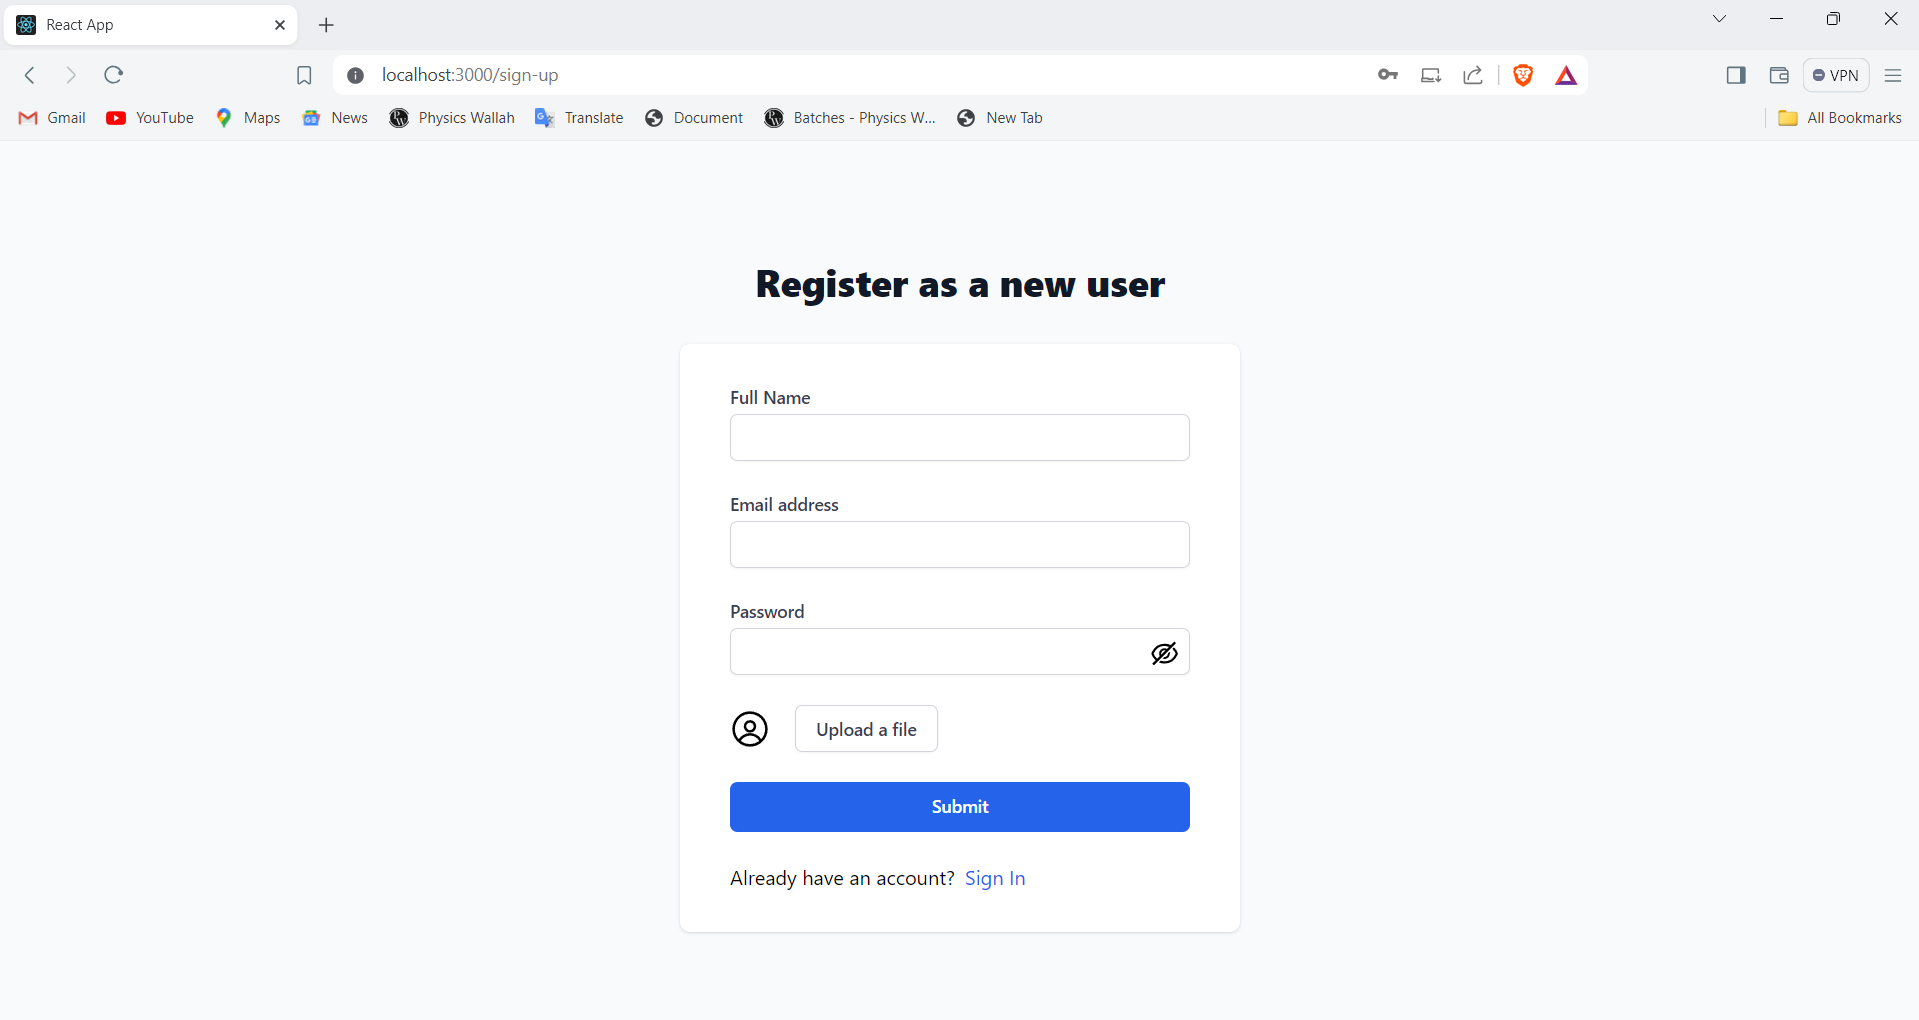 React App
localhost:3000/sign-up
VPN
Gmail YouTube Maps News Physics Wallah Translate Document Batches - Physics W... New Tab All Bookmarks
Register as a new user
Full Name
Email address
Password
Upload a file
Submit
Already have an account? Sign In